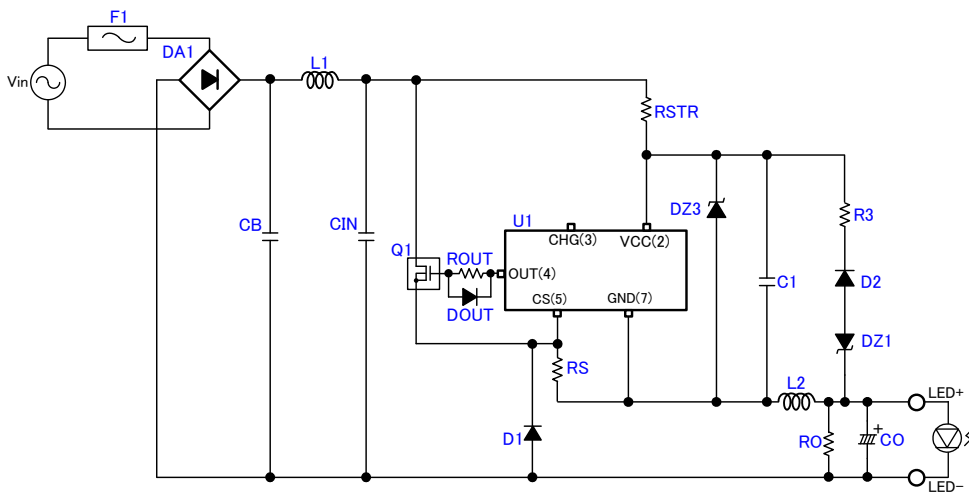 F1
DA1
Vin
L1
RSTR
CB
CIN
U1
DZ3
R3
CHG(3)
VCC(2)
Q1
ROUT
OUT(4)
C1
D2
DOUT
CS(5)
GND(7)
DZ1
RS
L2
LED+
D1
RO
+
CO
LED-